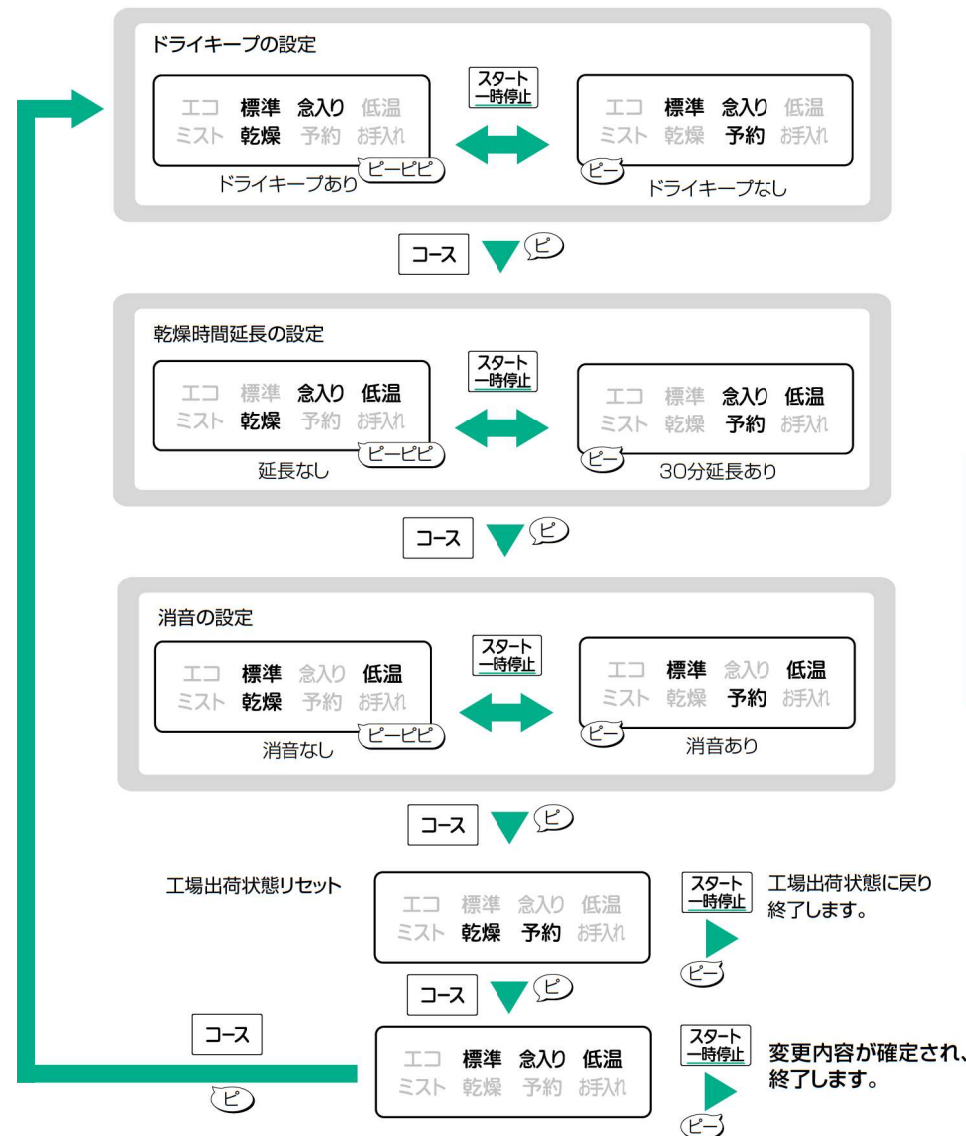 ドライキープの設定
エコ 標準 念入り 低温
ミスト 乾燥 予約 お手入れ
ピーピピ
ドライキープあり
スタート
一時停止
エコ 標準 念入り 低温
ミスト 乾燥 予約 お手入れ
ピー
ドライキープなし
コース
ピ
乾燥時間延長の設定
エコ 標準 念入り 低温
ミスト 乾燥 予約 お手入れ
ピーピピ
延長なし
スタート
一時停止
エコ 標準 念入り 低温
ミスト 乾燥 予約 お手入れ
ピー
30分延長あり
コース
ピ
消音の設定
エコ 標準 念入り 低温
ミスト 乾燥 予約 お手入れ
ピーピピ
消音なし
スタート
一時停止
エコ 標準 念入り 低温
ミスト 乾燥 予約 お手入れ
ピー
消音あり
コース
ピ
工場出荷状態リセット
エコ 標準 念入り 低温
ミスト 乾燥 予約 お手入れ
スタート
一時停止
ピー
工場出荷状態に戻り
終了します。
コース
ピ
エコ 標準 念入り 低温
ミスト 乾燥 予約 お手入れ
スタート
一時停止
ピー
変更内容が確定され、
終了します。
コース
ピ